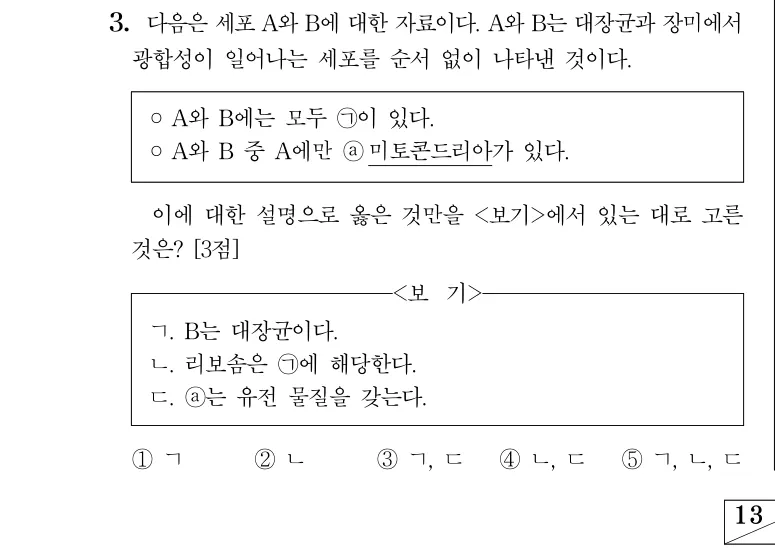 3. 다음은 세포 A와 B에 대한 자료이다. A와 B는 대장균과 장미에서
광합성이 일어나는 세포를 순서 없이 나타낸 것이다.
○ A와 B에는 모두 ㉠이 있다.
○ A와 B 중 A에만 ⓐ 미토콘드리아가 있다.
이에 대한 설명으로 옳은 것만을 <보기>에서 있는 대로 고른
것은? [3점]
<보 기>
ㄱ. B는 대장균이다.
ㄴ. 리보솜은 ㉠에 해당한다.
ㄷ. ⓐ는 유전 물질을 갖는다.
① ㄱ ② ㄴ ③ ㄱ, ㄷ ④ ㄴ, ㄷ ⑤ ㄱ, ㄴ, ㄷ
13